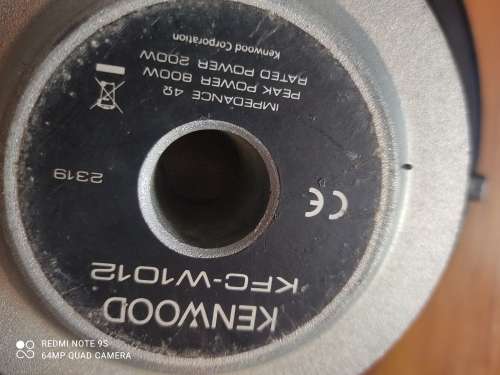 KENWOOD
KFC-W1012
2319
IMPEDANCE 4Ω
PEAK POWER 800W
RATED POWER 200W
Kenwood Corporation
CE
REDMI NOTE 9S
64MP QUAD CAMERA